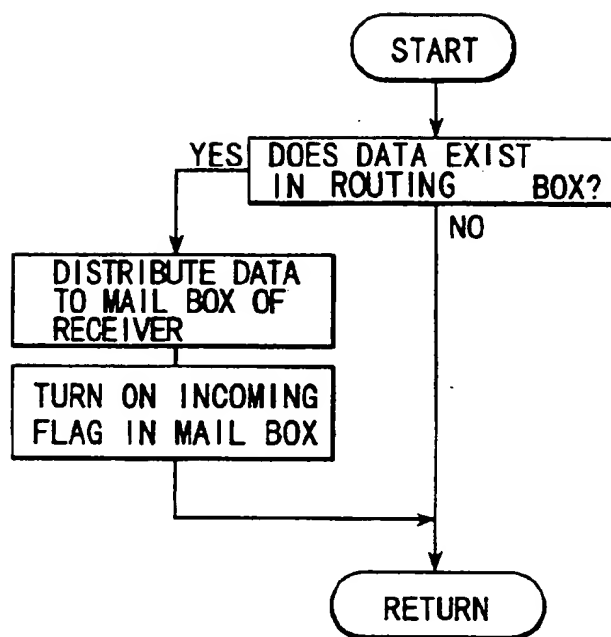 START
YES
DOES DATA EXIST
IN ROUTING BOX?
NO
DISTRIBUTE DATA
TO MAIL BOX OF
RECEIVER
TURN ON INCOMING
FLAG IN MAIL BOX
RETURN